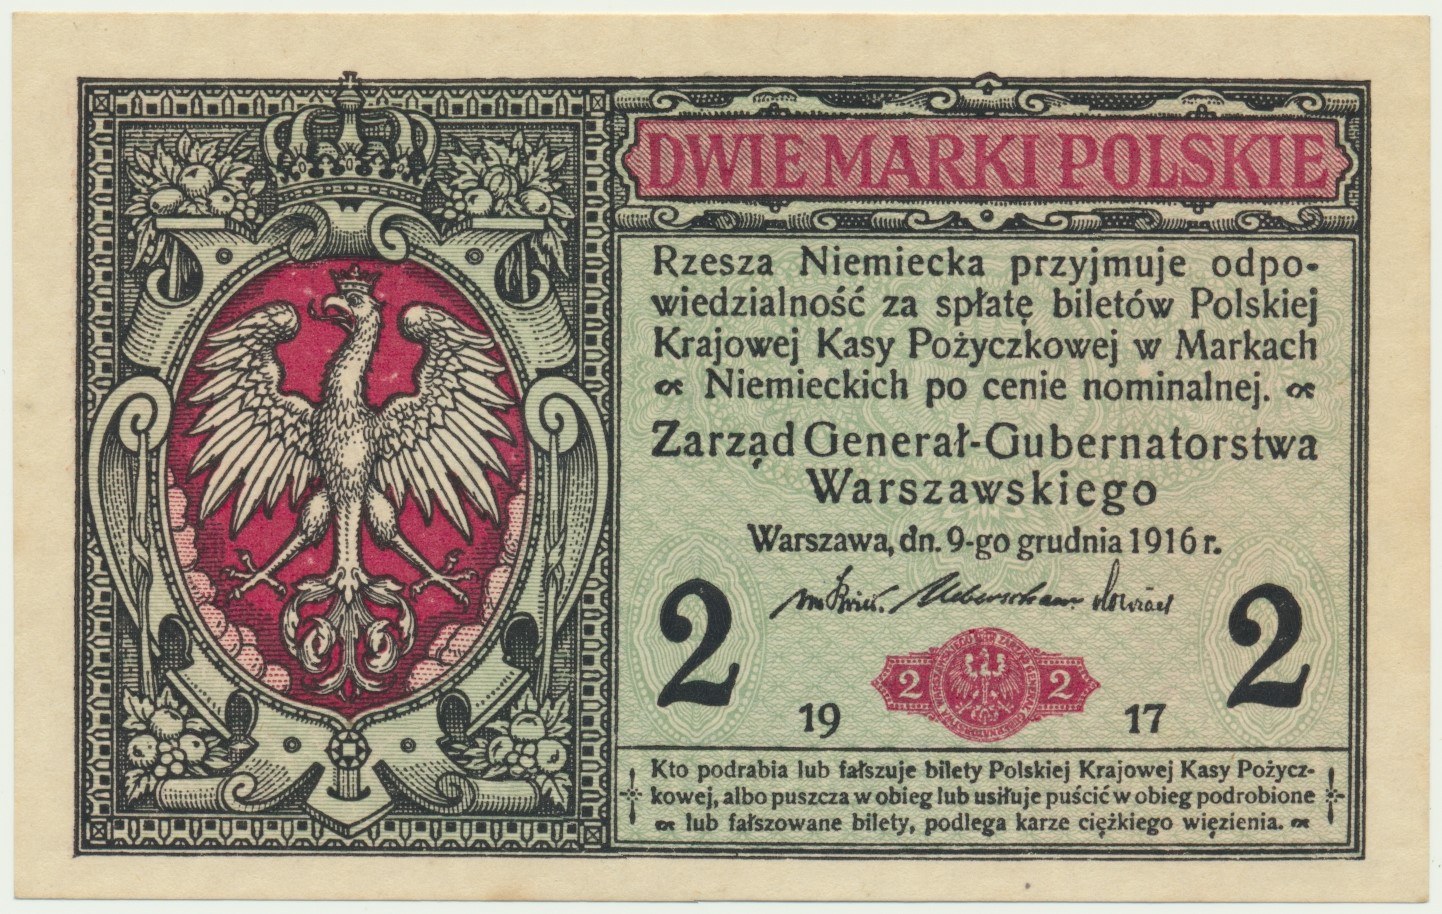 DWIE MARKI POLSKIE
Rzesza Niemiecka przyjmuje odpo-
wiedzialność za spłatę biletów Polskiej
Krajowej Kasy Pożyczkowej w Markach
Niemieckich po cenie nominalnej.
Zarząd Generał-Gubernatorstwa
Warszawskiego
Warszawa, dn. 9-go grudnia 1916 r.
2 2
2 2
19 17
Kto podrabia lub fałszuje bilety Polskiej Krajowej Kasy Pożycz-
kowej, albo puszcza w obieg lub usiłuje puścić w obieg podrobione
lub fałszowane bilety, podlega karze ciężkiego więzienia.